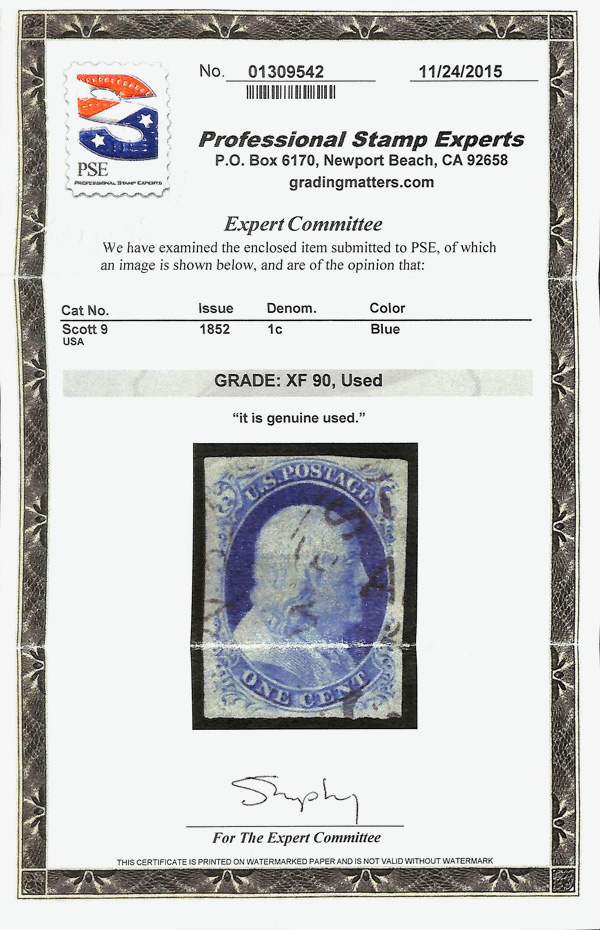 No. 01309542 11/24/2015
PSE
PROFESSIONAL STAMP EXPERTS
Professional Stamp Experts
P.O. Box 6170, Newport Beach, CA 92658
gradingmatters.com
Expert Committee
We have examined the enclosed item submitted to PSE, of which
an image is shown below, and are of the opinion that:
Cat No. Issue Denom. Color
Scott 9 1852 1c Blue
USA
GRADE: XF 90, Used
“it is genuine used.”
U.S. POSTAGE
ONE CENT
For The Expert Committee
THIS CERTIFICATE IS PRINTED ON WATERMARKED PAPER AND IS NOT VALID WITHOUT WATERMARK